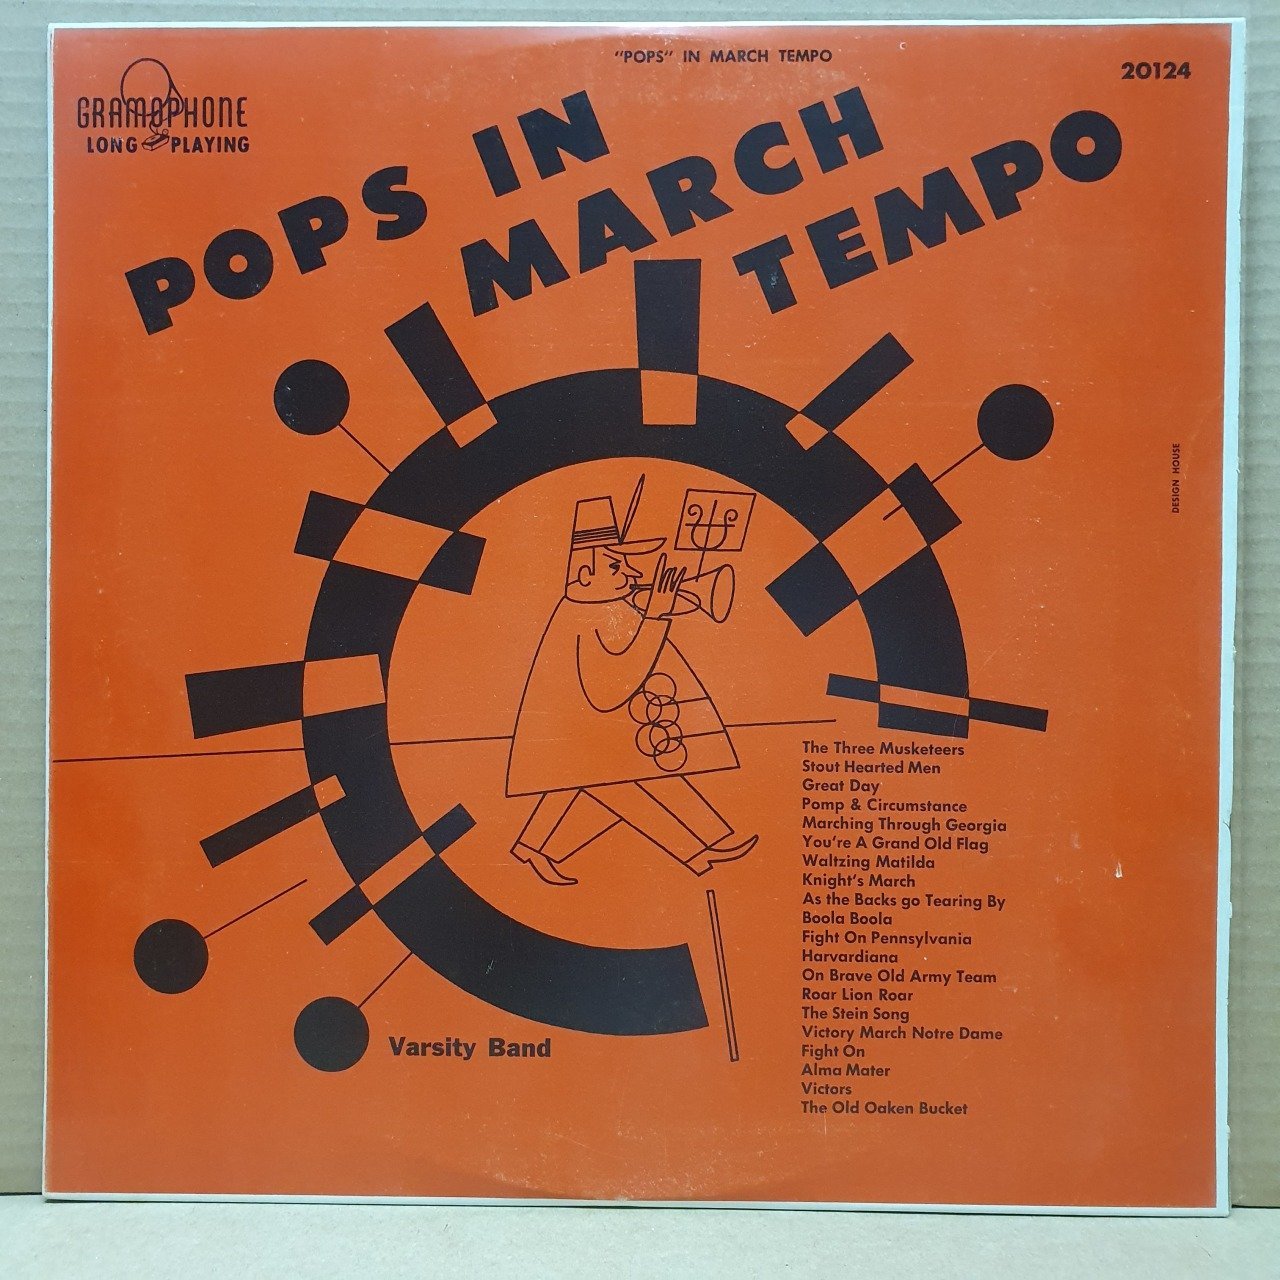 "POPS" IN MARCH TEMPO
20124
GRAMOPHONE
LONG PLAYING
POPS IN
MARCH
TEMPO
DESIGN HOUSE
The Three Musketeers
Stout Hearted Men
Great Day
Pomp & Circumstance
Marching Through Georgia
You're A Grand Old Flag
Waltzing Matilda
Knight's March
As the Backs go Tearing By
Boola Boola
Fight On Pennsylvania
Harvardiana
On Brave Old Army Team
Roar Lion Roar
The Stein Song
Victory March Notre Dame
Fight On
Alma Mater
Victors
The Old Oaken Bucket
Varsity Band